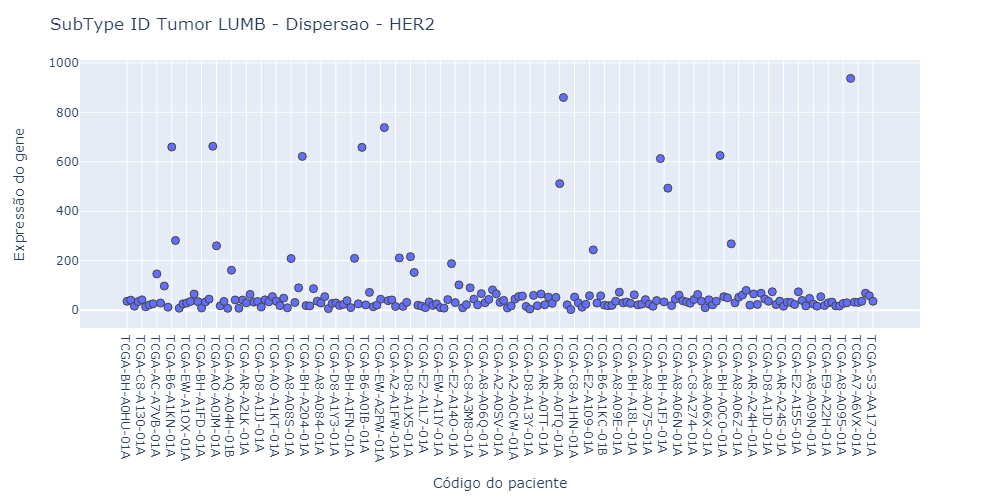 SubType ID Tumor LUMB - Dispersao - HER2
Expressão do gene
1000
800
600
400
200
0
TCGA-BH-A0HU-01A
TCGA-C8-A130-01A
TCGA-AC-A7VB-01A
TCGA-B6-A1KN-01A
TCGA-EW-A1OX-01A
TCGA-BH-A1FD-01A
TCGA-AO-A0JM-01A
TCGA-AQ-A04H-01B
TCGA-AR-A2LK-01A
TCGA-D8-A1JJ-01A
TCGA-AO-A1KT-01A
TCGA-A8-A08S-01A
TCGA-BH-A204-01A
TCGA-A8-A084-01A
TCGA-D8-A1Y3-01A
TCGA-BH-A1FN-01A
TCGA-B6-A0IB-01A
TCGA-EW-A2FW-01A
TCGA-A2-A1FW-01A
TCGA-D8-A1X5-01A
TCGA-E2-A1L7-01A
TCGA-EW-A1IY-01A
TCGA-E2-A14O-01A
TCGA-C8-A3M8-01A
TCGA-A8-A06Q-01A
TCGA-A2-A0SV-01A
TCGA-A2-A0CW-01A
TCGA-D8-A13Y-01A
TCGA-AR-A0TT-01A
TCGA-AR-A0TQ-01A
TCGA-C8-A1HN-01A
TCGA-E2-A109-01A
TCGA-B6-A1KC-01B
TCGA-A8-A09E-01A
TCGA-BH-A18L-01A
TCGA-A8-A075-01A
TCGA-BH-A1FJ-01A
TCGA-A8-A06N-01A
TCGA-C8-A274-01A
TCGA-A8-A06X-01A
TCGA-BH-A0C0-01A
TCGA-A8-A06Z-01A
TCGA-AR-A24H-01A
TCGA-D8-A1JD-01A
TCGA-AR-A24S-01A
TCGA-E2-A155-01A
TCGA-A8-A09N-01A
TCGA-E9-A22H-01A
TCGA-A8-A095-01A
TCGA-A7-A6VX-01A
TCGA-S3-AA17-01A
Código do paciente